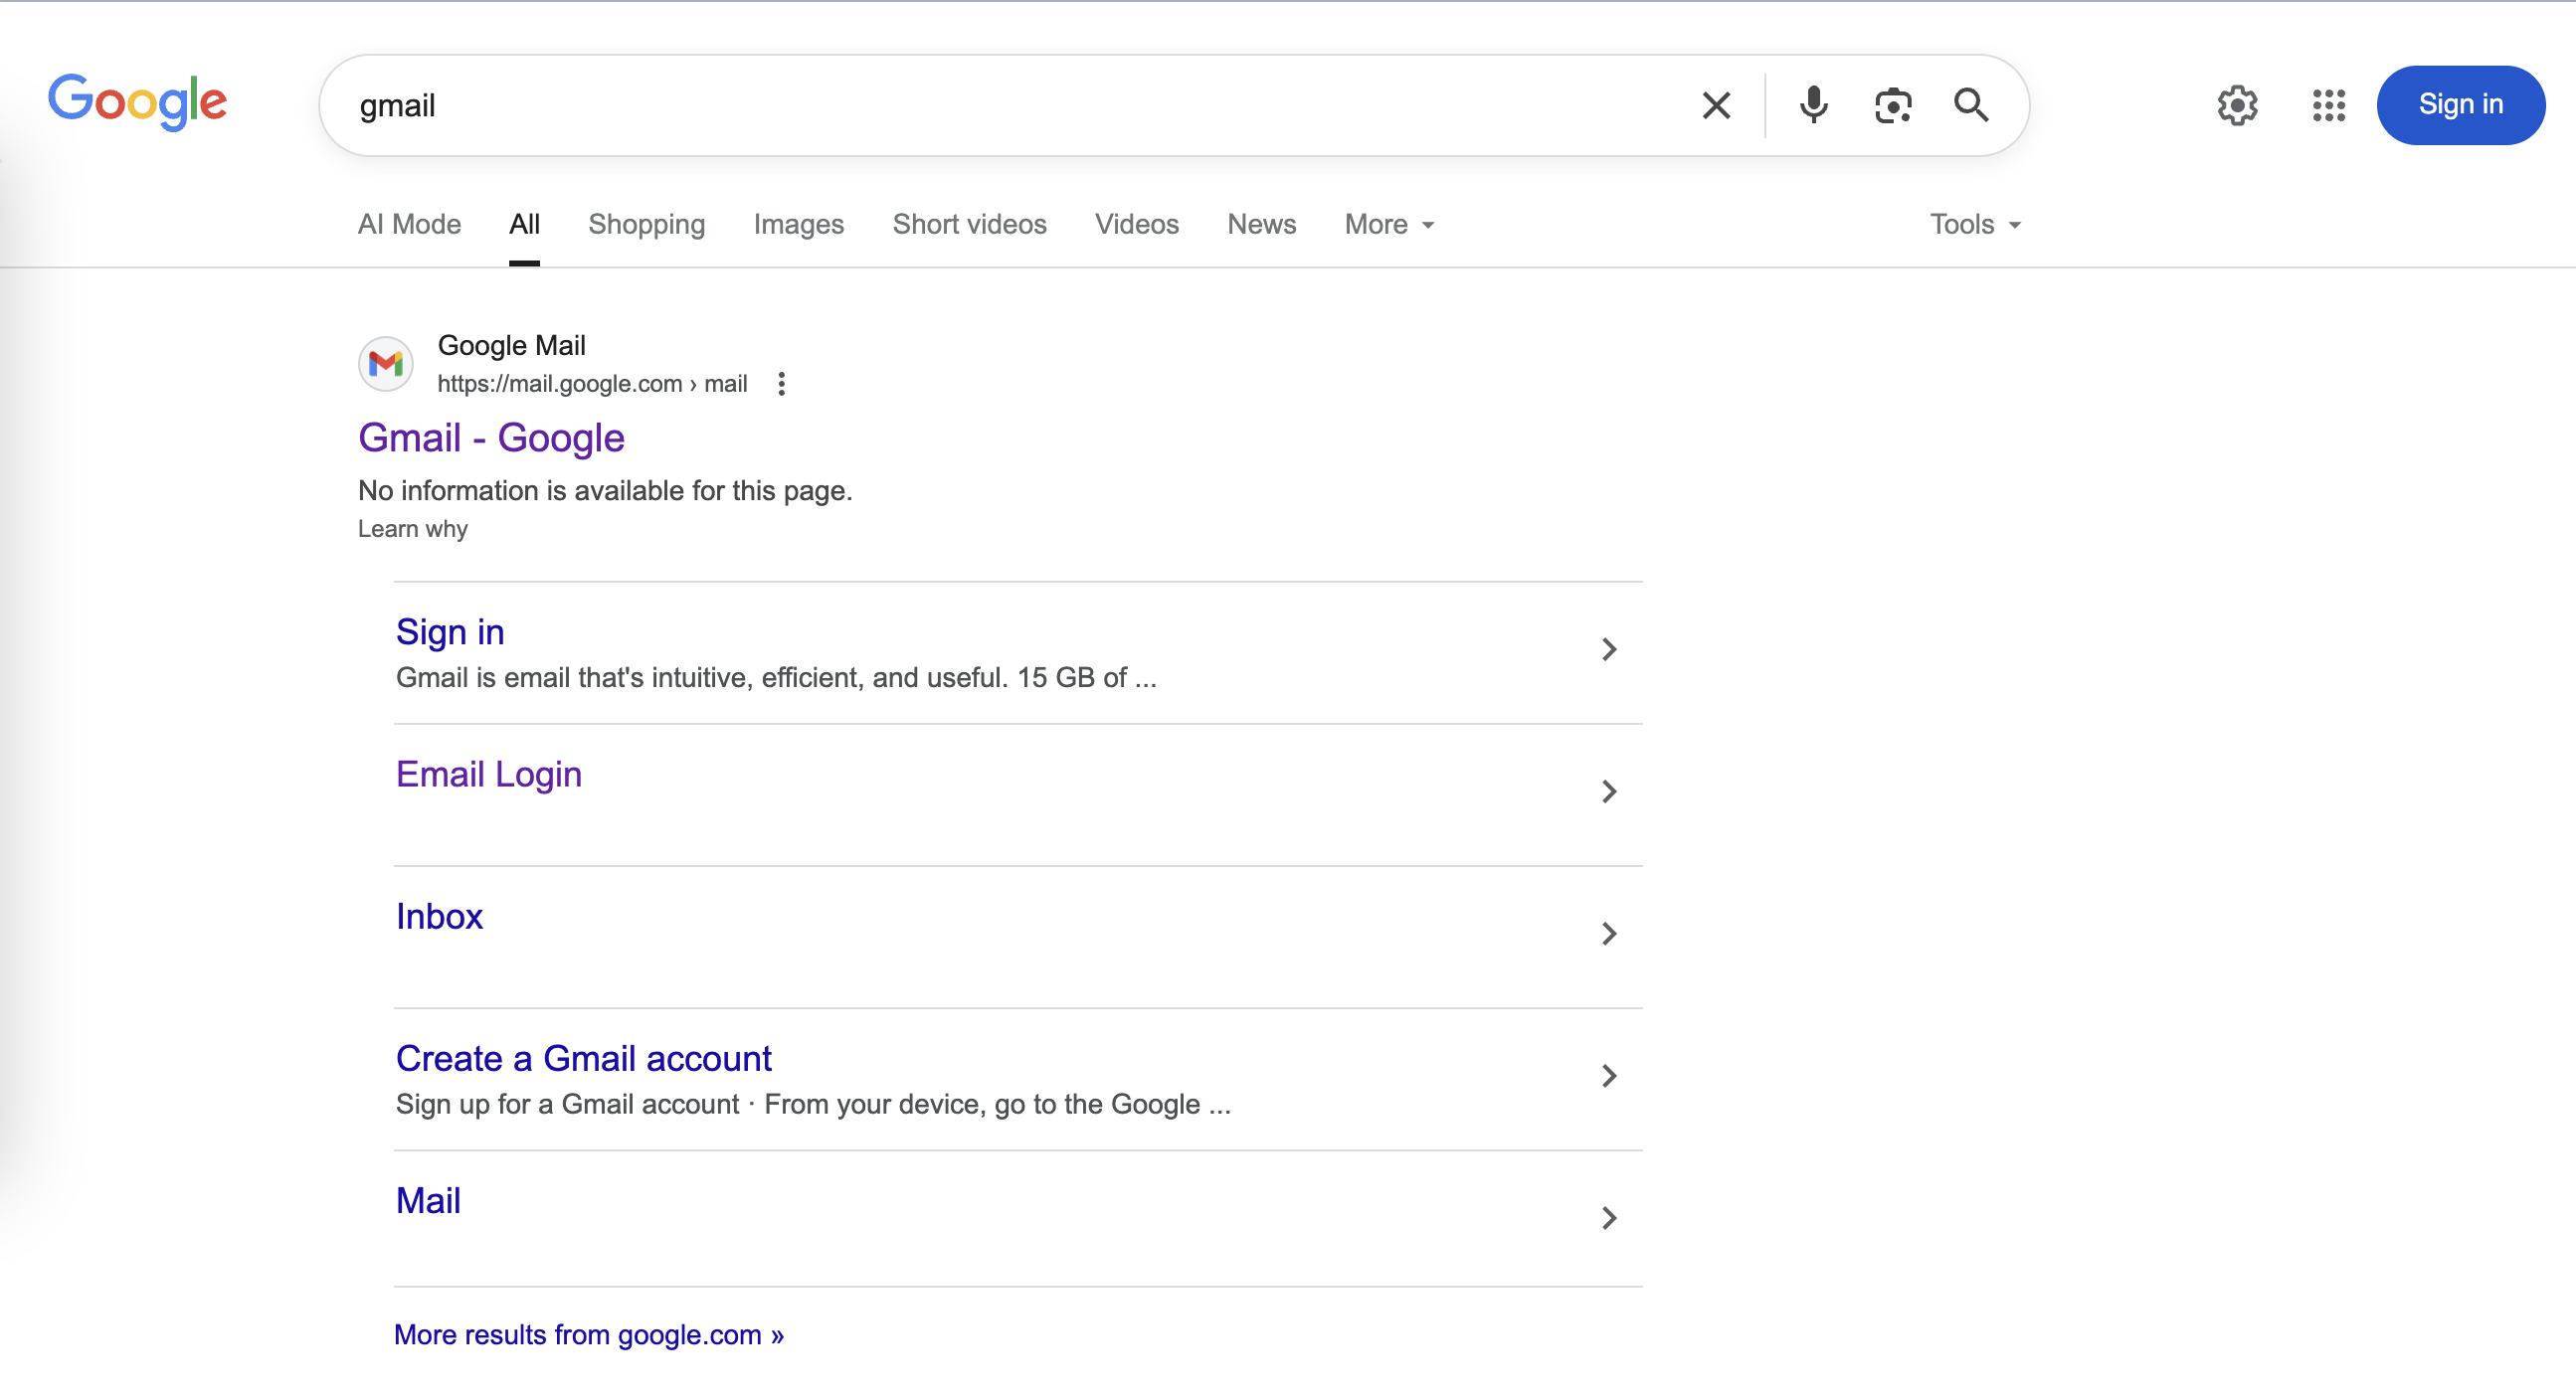 Google
gmail
Sign in
AI Mode All Shopping Images Short videos Videos News More Tools
Google Mail
https://mail.google.com › mail
Gmail - Google
No information is available for this page.
Learn why
Sign in
Gmail is email that's intuitive, efficient, and useful. 15 GB of ...
Email Login
Inbox
Create a Gmail account
Sign up for a Gmail account · From your device, go to the Google ...
Mail
More results from google.com »